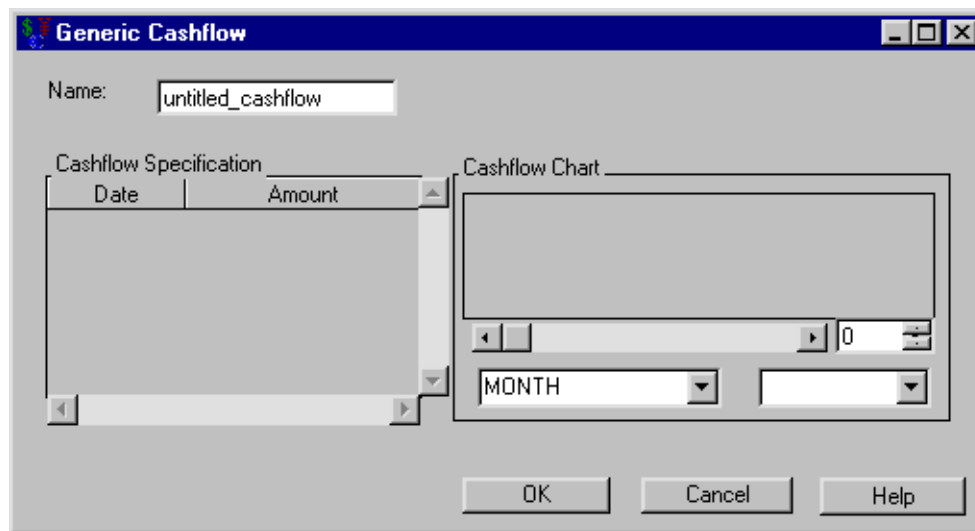 Generic Cashflow
Name: untitled_cashflow
Cashflow Specification
Date Amount
Cashflow Chart
0
MONTH
OK Cancel Help